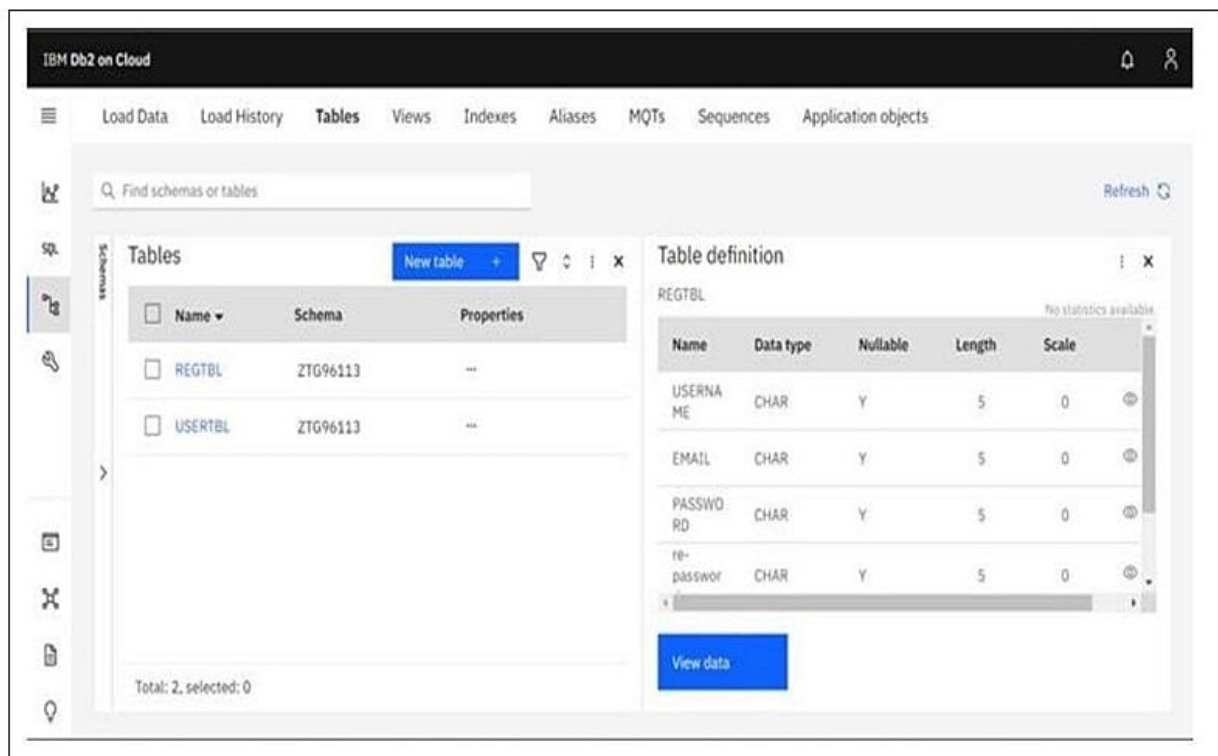 IBM Db2 on Cloud
Load Data Load History Tables Views Indexes Aliases MQTs Sequences Application objects
Find schemas or tables
Refresh
SQL
Schemas
Tables
New table +
Name Schema Properties
REGTBL ZTG96113 ...
USERTBL ZTG96113 ...
Total: 2, selected: 0
Table definition
REGTBL
No statistics available.
Name Data type Nullable Length Scale
USERNA
ME CHAR Y 5 0
EMAIL CHAR Y 5 0
PASSWO
RD CHAR Y 5 0
re-
passwor CHAR Y 5 0
View data